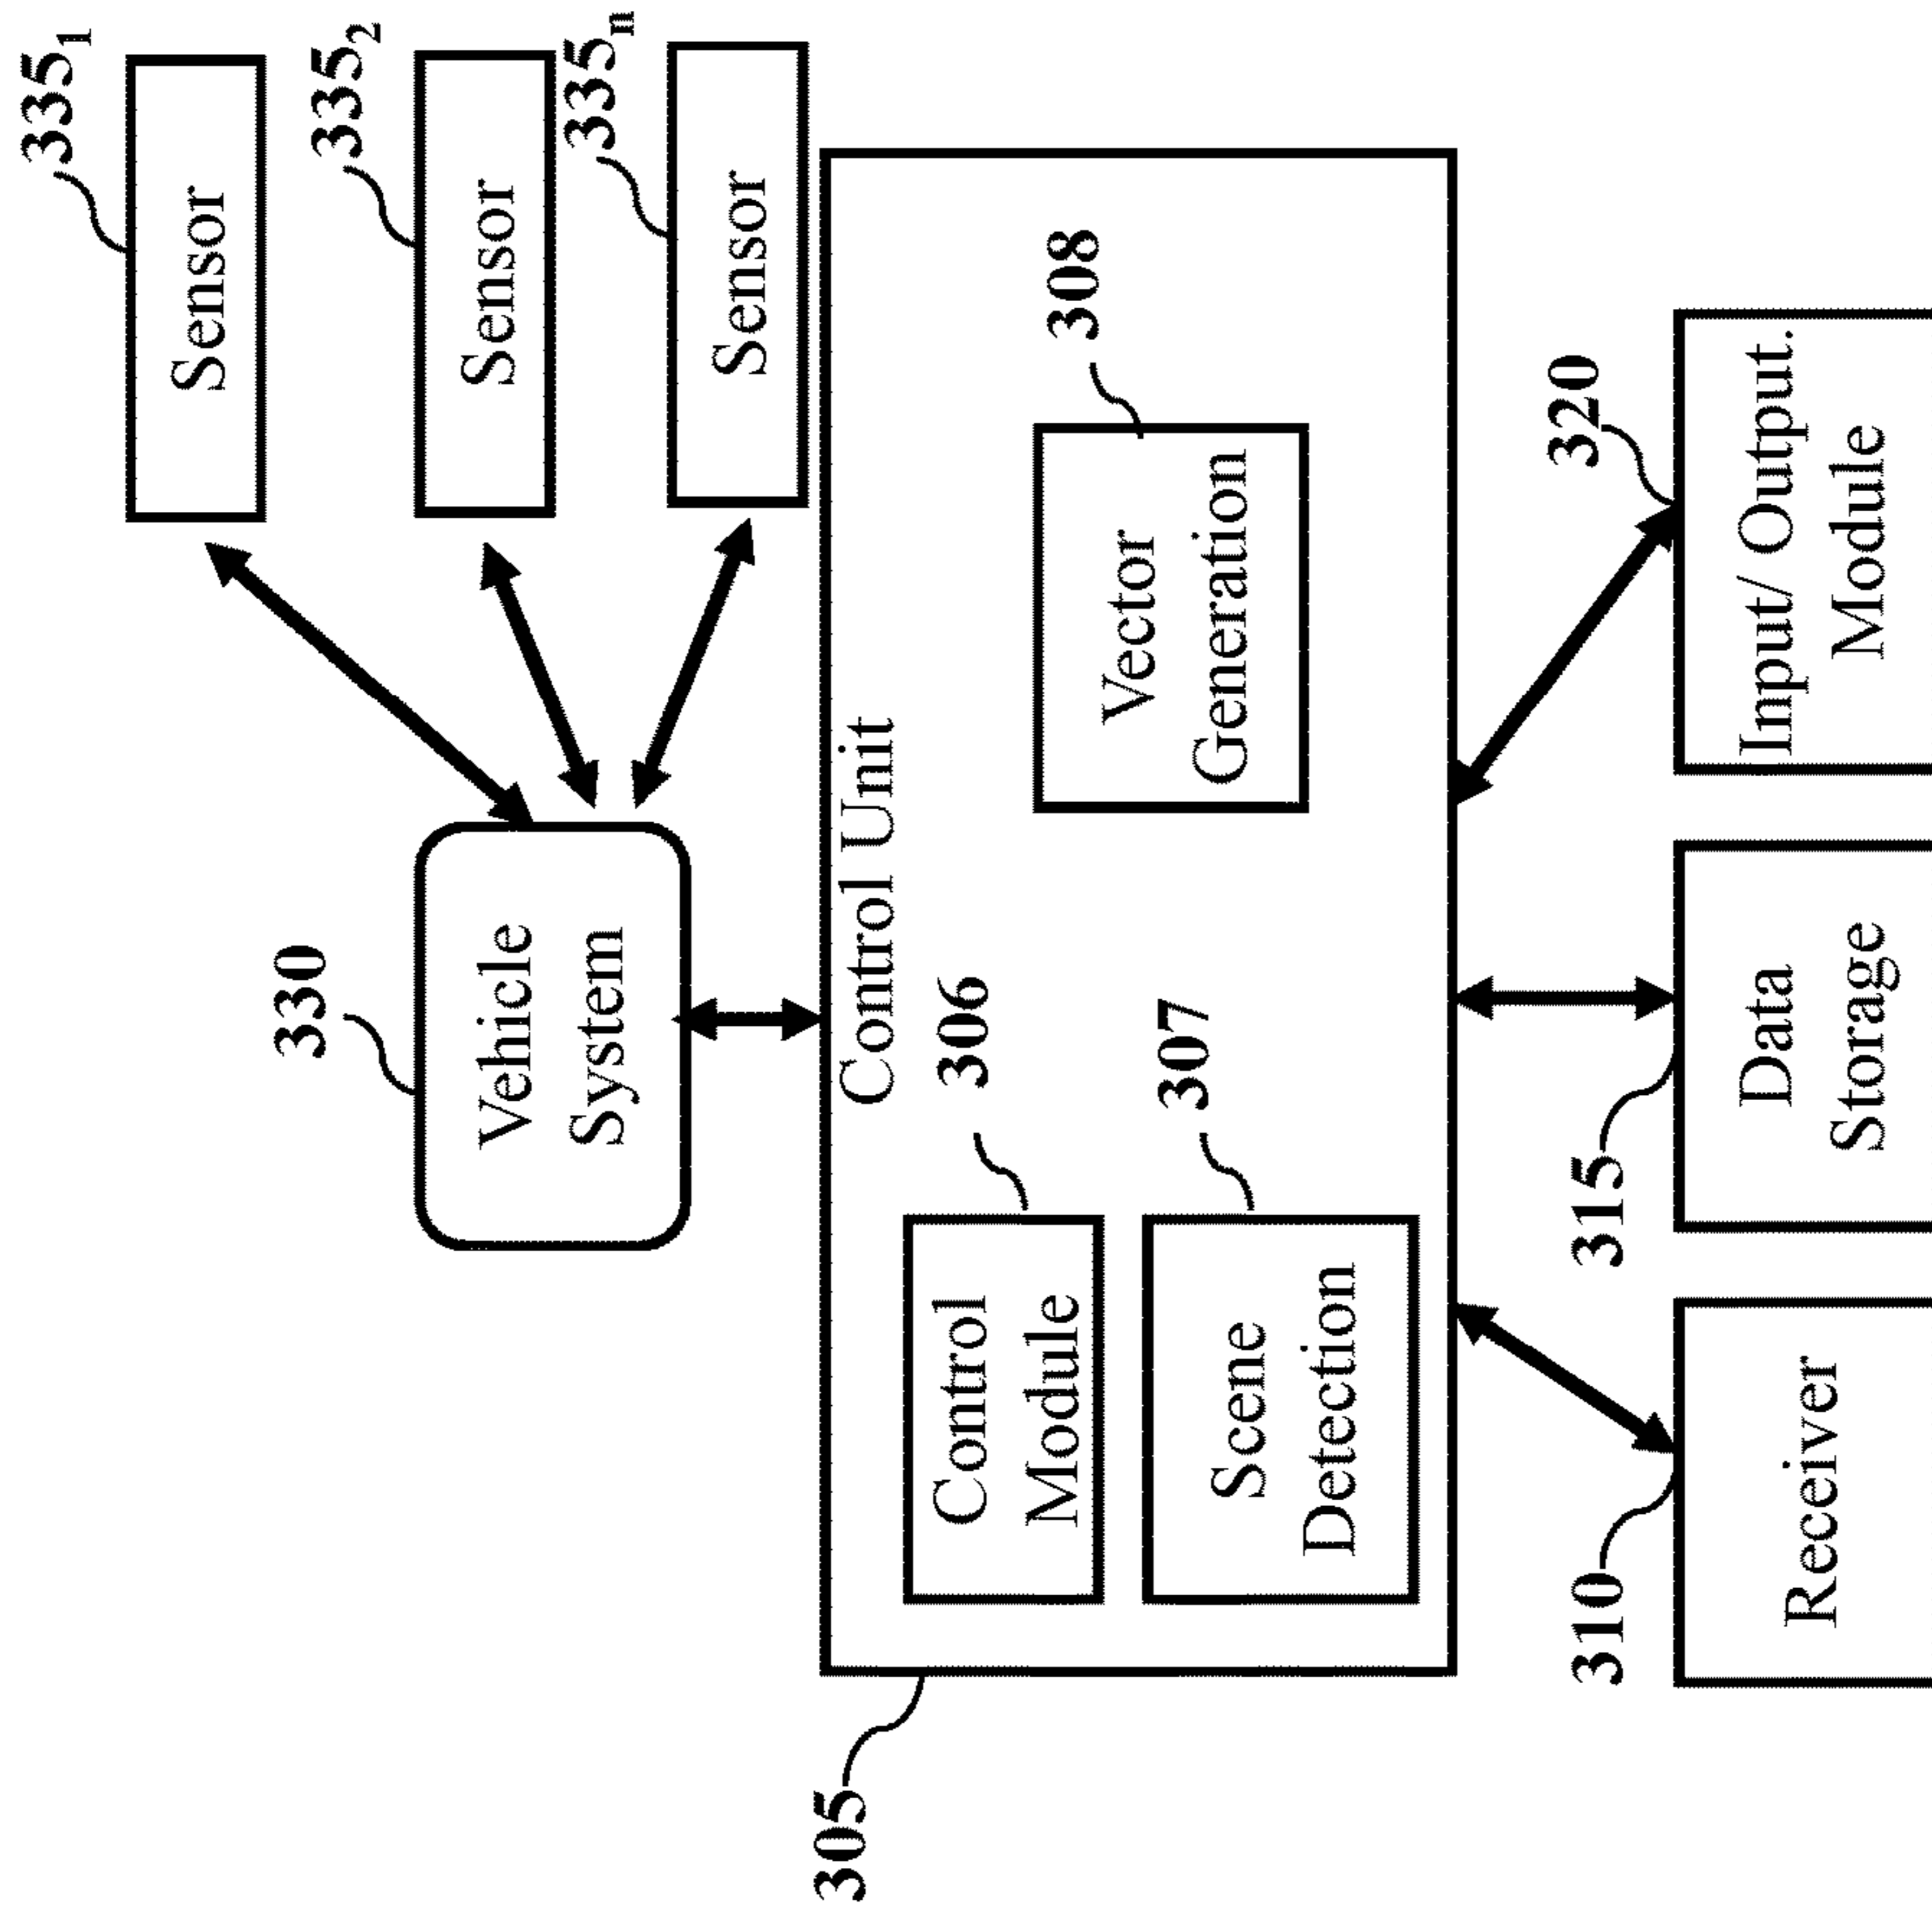 335₁
Sensor
335₂
Sensor
335ₙ
Sensor
330
Vehicle
System
Control Unit
306
Control
Module
307
Scene
Detection
308
Vector
Generation
305
310
Receiver
315
Data
Storage
320
Input/ Output.
Module